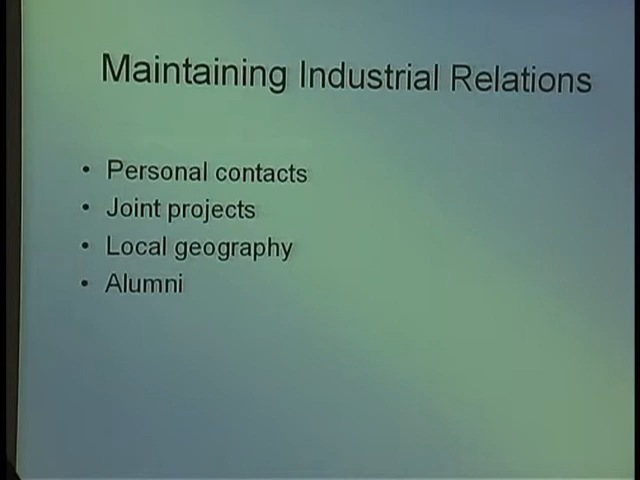 Maintaining Industrial Relations
• Personal contacts
• Joint projects
• Local geography
• Alumni